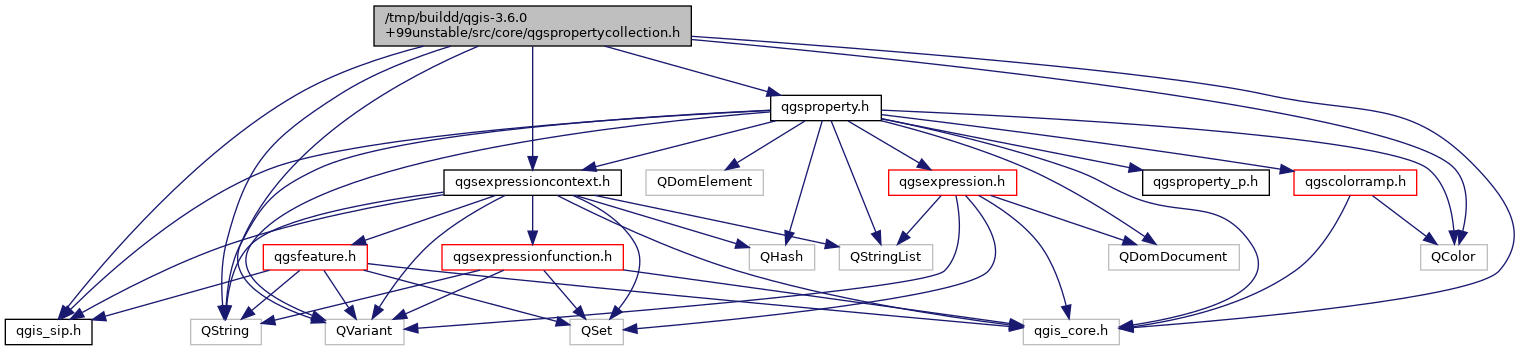 /tmp/buildd/qgis-3.6.0
+99unstable/src/core/qgspropertycollection.h
qgsproperty.h
qgsexpressioncontext.h
QDomElement
qgsexpression.h
qgsproperty_p.h
qgscolorramp.h
qgsfeature.h
qgsexpressionfunction.h
QHash
QStringList
QDomDocument
QColor
qgis_sip.h
QString
QVariant
QSet
qgis_core.h